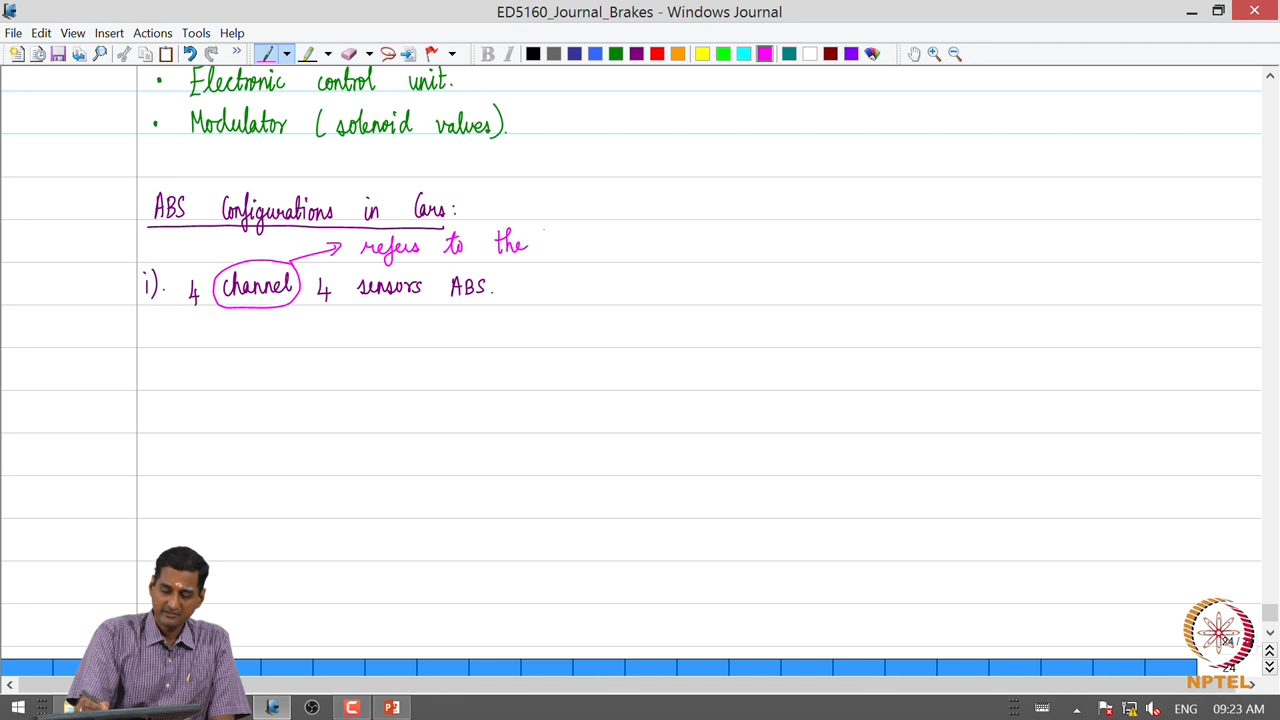 ED5160_Journal_Brakes - Windows Journal
File Edit View Insert Actions Tools Help
• Electronic control unit.
• Modulator (solenoid valves).
ABS Configurations in Cars:
refers to the
i). 4 channel 4 sensors ABS.
NPTEL
24
ENG 09:23 AM